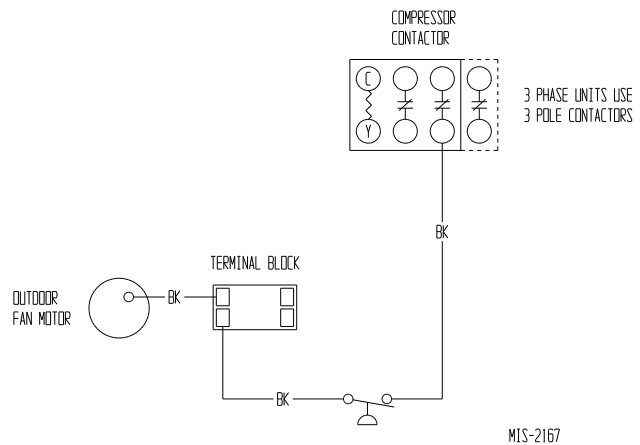 COMPRESSOR
CONTACTOR
C
Y
3 PHASE UNITS USE
3 POLE CONTACTORS
BK
TERMINAL BLOCK
OUTDOOR
FAN MOTOR
BK
BK
MIS-2167